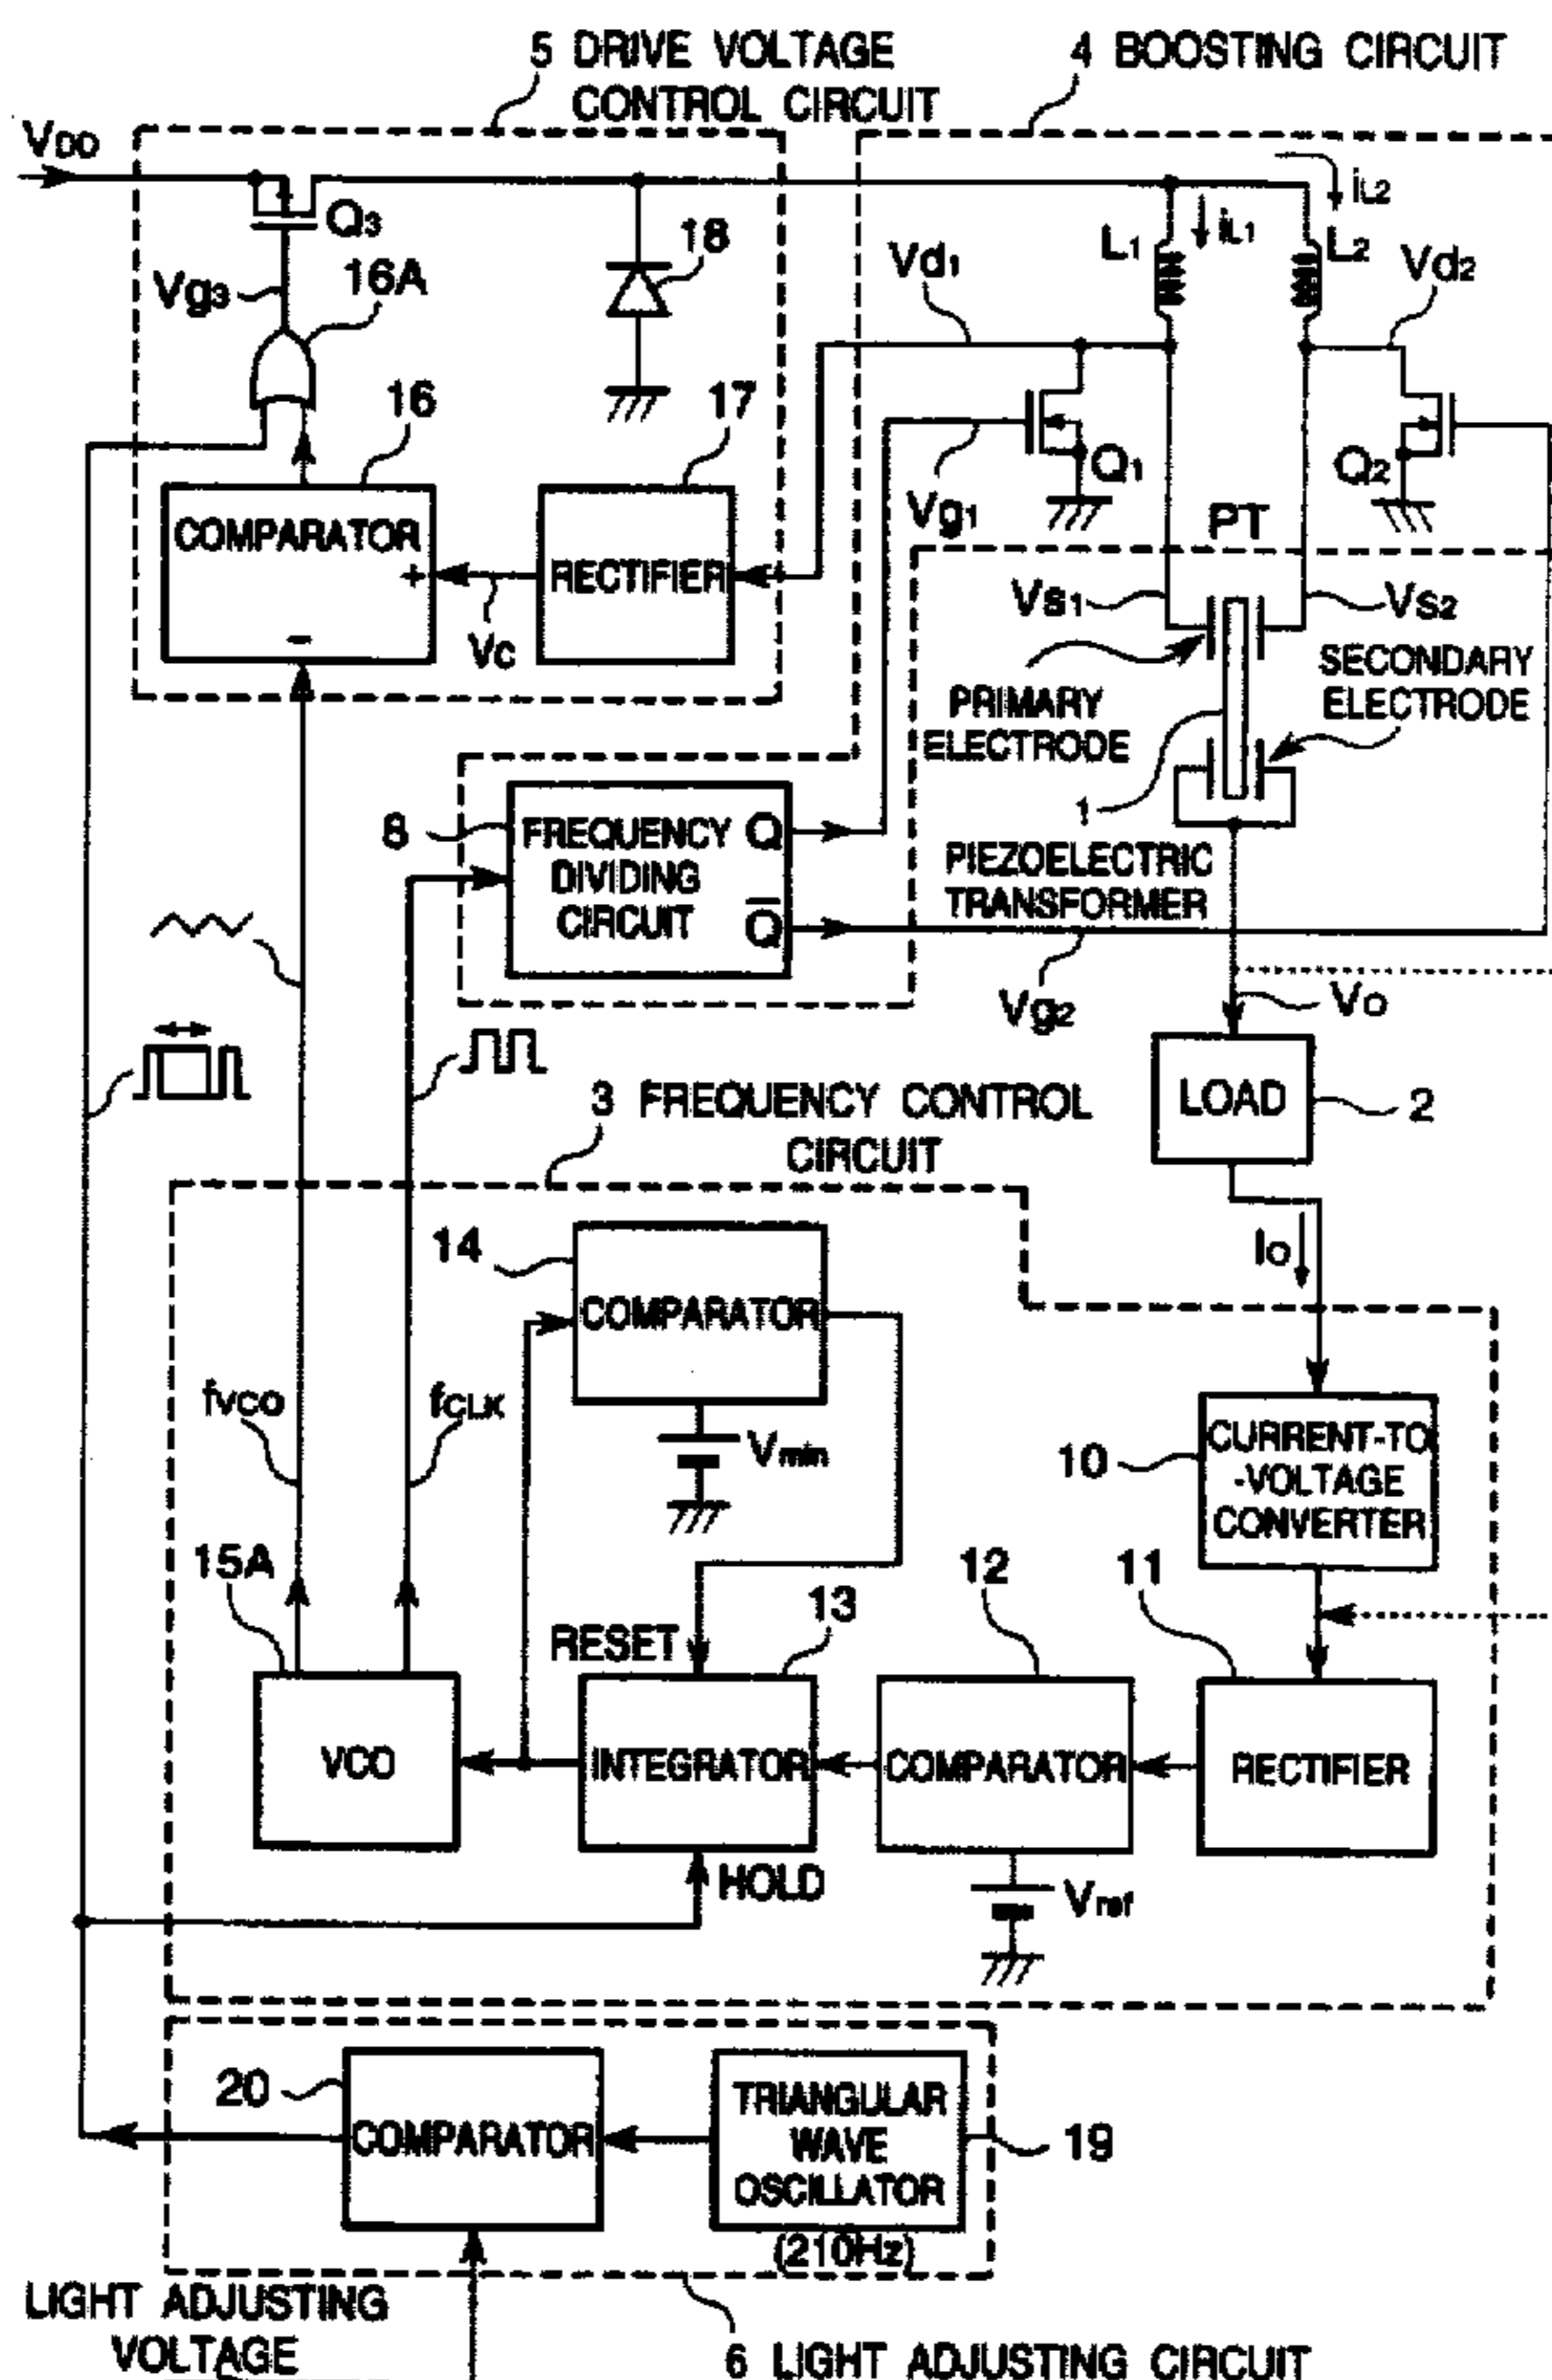 5 DRIVE VOLTAGE
CONTROL CIRCUIT
4 BOOSTING CIRCUIT
VDD
Q3
Vg3
16A
18
Vd1
L1
iL1
iL2
L2
Vd2
16
17
COMPARATOR
+
-
Vc
RECTIFIER
Vg1
Q1
Q2
PT
Vs1
Vs2
PRIMARY
ELECTRODE
SECONDARY
ELECTRODE
1
PIEZOELECTRIC
TRANSFORMER
8
FREQUENCY
DIVIDING
CIRCUIT
Q
Q̅
Vg2
Vo
LOAD
2
3 FREQUENCY CONTROL
CIRCUIT
Io
14
COMPARATOR
Vmin
fVCO
fCLK
10
CURRENT-TO
-VOLTAGE
CONVERTER
15A
12
11
13
RESET
VCO
INTEGRATOR
COMPARATOR
RECTIFIER
HOLD
Vref
20
COMPARATOR
TRIANGULAR
WAVE
OSCILLATOR
(210Hz)
19
LIGHT ADJUSTING
VOLTAGE
6 LIGHT ADJUSTING CIRCUIT